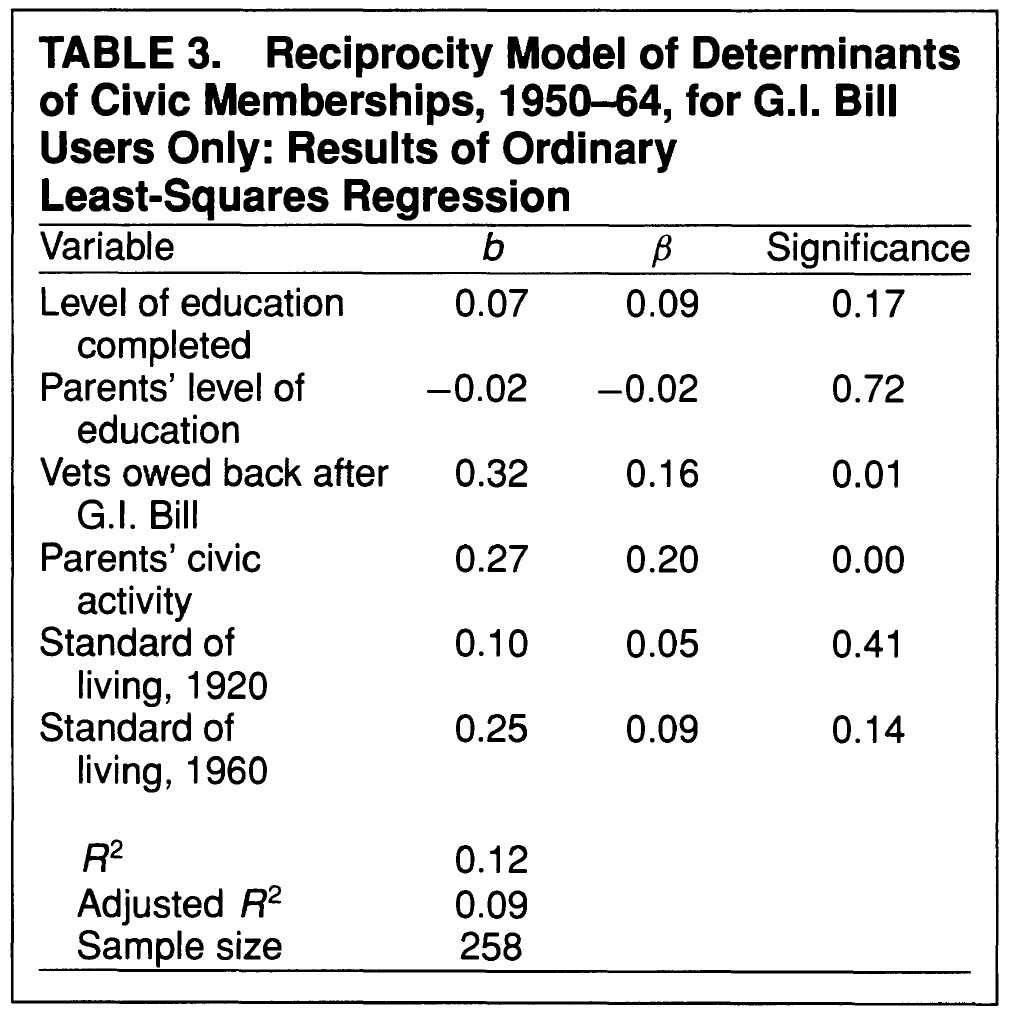 TABLE 3. Reciprocity Model of Determinants
of Civic Memberships, 1950–64, for G.I. Bill
Users Only: Results of Ordinary
Least-Squares Regression
Variable b β Significance
Level of education 0.07 0.09 0.17
completed
Parents’ level of −0.02 −0.02 0.72
education
Vets owed back after 0.32 0.16 0.01
G.I. Bill
Parents’ civic 0.27 0.20 0.00
activity
Standard of 0.10 0.05 0.41
living, 1920
Standard of 0.25 0.09 0.14
living, 1960
R² 0.12
Adjusted R² 0.09
Sample size 258